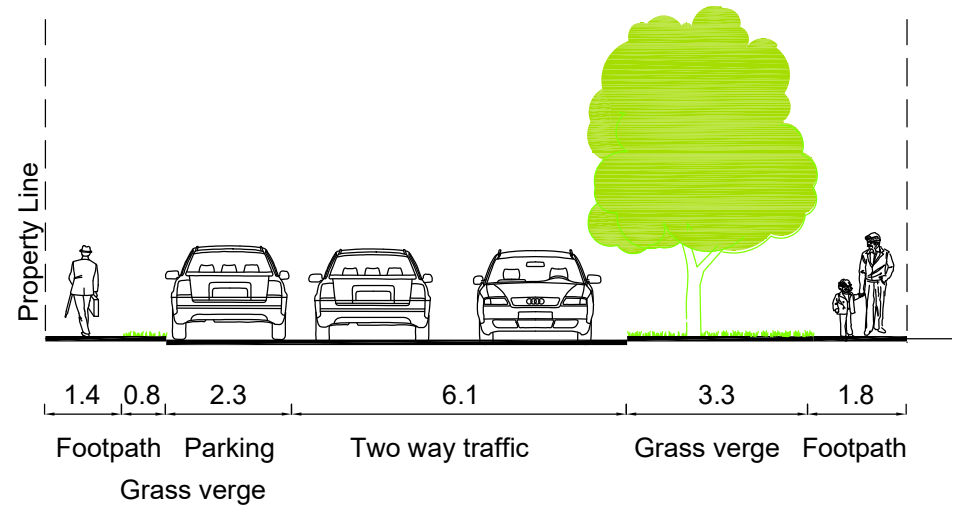 Property Line
1.4 0.8 2.3 6.1 3.3 1.8
Footpath Parking Two way traffic Grass verge Footpath
Grass verge